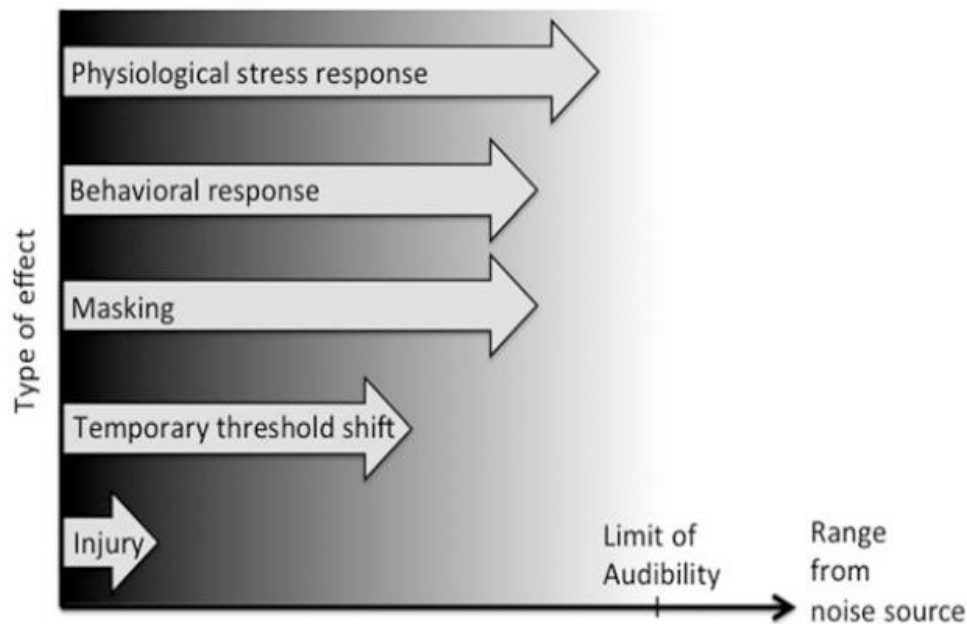 Physiological stress response
Behavioral response
Masking
Temporary threshold shift
Injury
Type of effect
Limit of
Audibility
Range
from
noise source